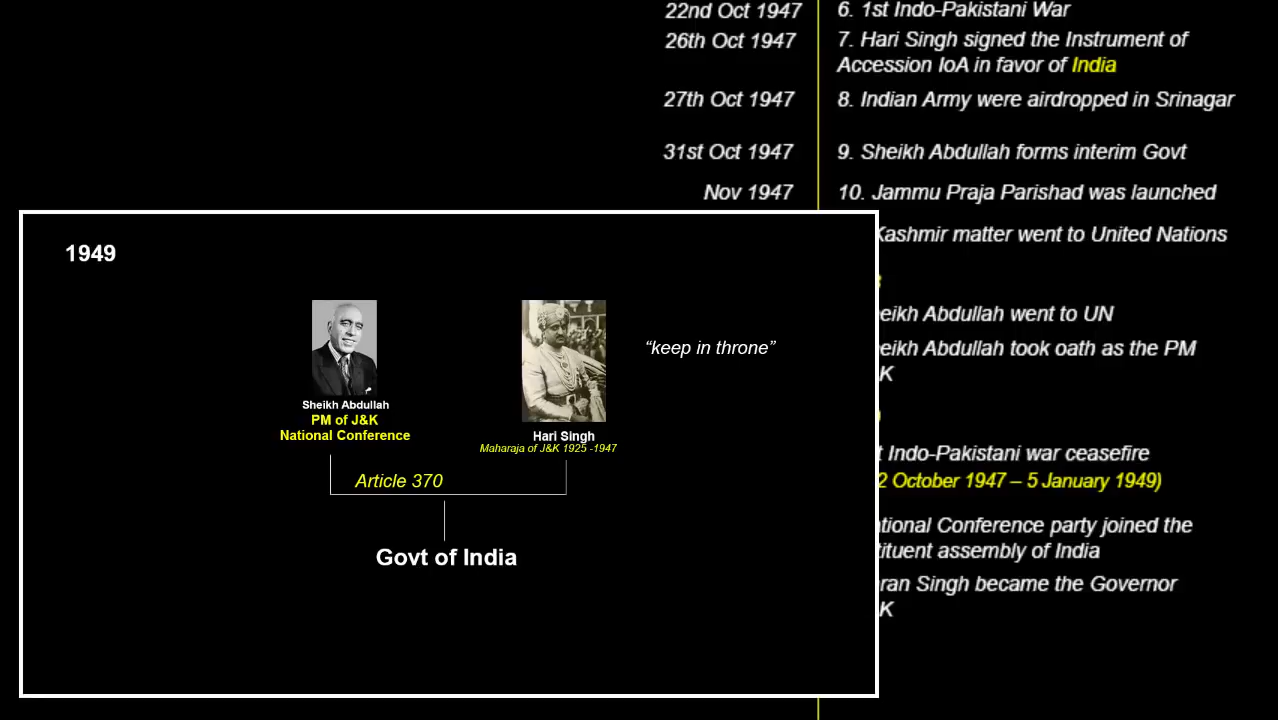 22nd Oct 1947
6. 1st Indo-Pakistani War
26th Oct 1947
7. Hari Singh signed the Instrument of
Accession IoA in favor of India
27th Oct 1947
8. Indian Army were airdropped in Srinagar
31st Oct 1947
9. Sheikh Abdullah forms interim Govt
Nov 1947
10. Jammu Praja Parishad was launched
Kashmir matter went to United Nations
eikh Abdullah went to UN
eikh Abdullah took oath as the PM
K
t Indo-Pakistani war ceasefire
2 October 1947 – 5 January 1949)
tional Conference party joined the
tituent assembly of India
ran Singh became the Governor
K
1949
“keep in throne”
Sheikh Abdullah
PM of J&K
National Conference
Hari Singh
Maharaja of J&K 1925 -1947
Article 370
Govt of India